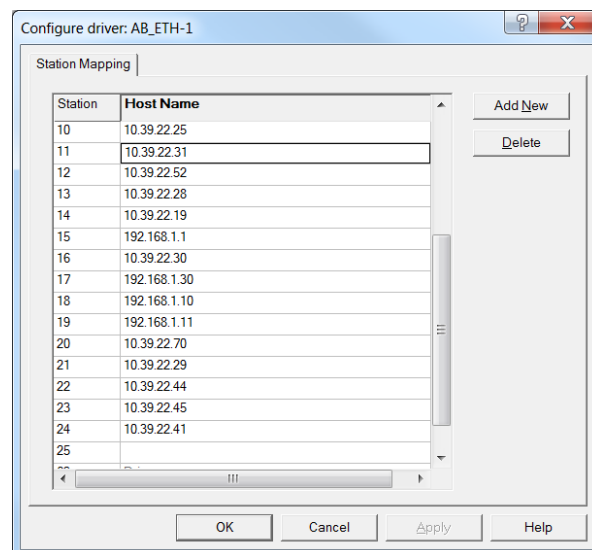 Configure driver: AB_ETH-1
Station Mapping
Station Host Name
10 10.39.22.25
11 10.39.22.31
12 10.39.22.52
13 10.39.22.28
14 10.39.22.19
15 192.168.1.1
16 10.39.22.30
17 192.168.1.30
18 192.168.1.10
19 192.168.1.11
20 10.39.22.70
21 10.39.22.29
22 10.39.22.44
23 10.39.22.45
24 10.39.22.41
25
Add New
Delete
OK Cancel Apply Help